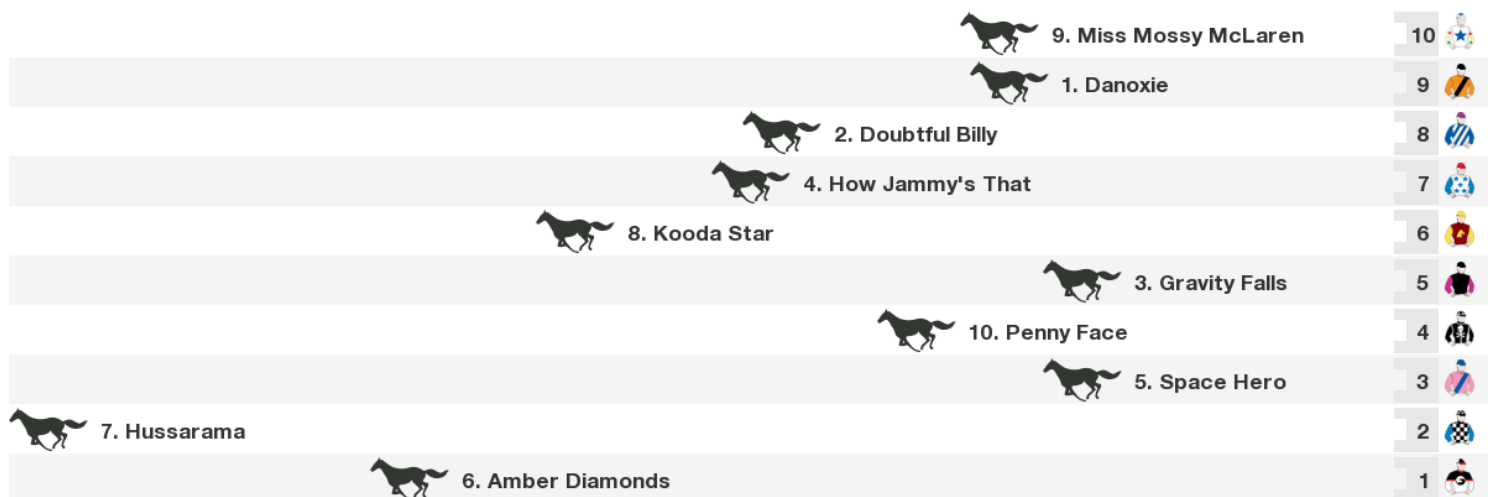 9. Miss Mossy McLaren 10
1. Danoxie 9
2. Doubtful Billy 8
4. How Jammy's That 7
8. Kooda Star 6
3. Gravity Falls 5
10. Penny Face 4
5. Space Hero 3
7. Hussarama 2
6. Amber Diamonds 1